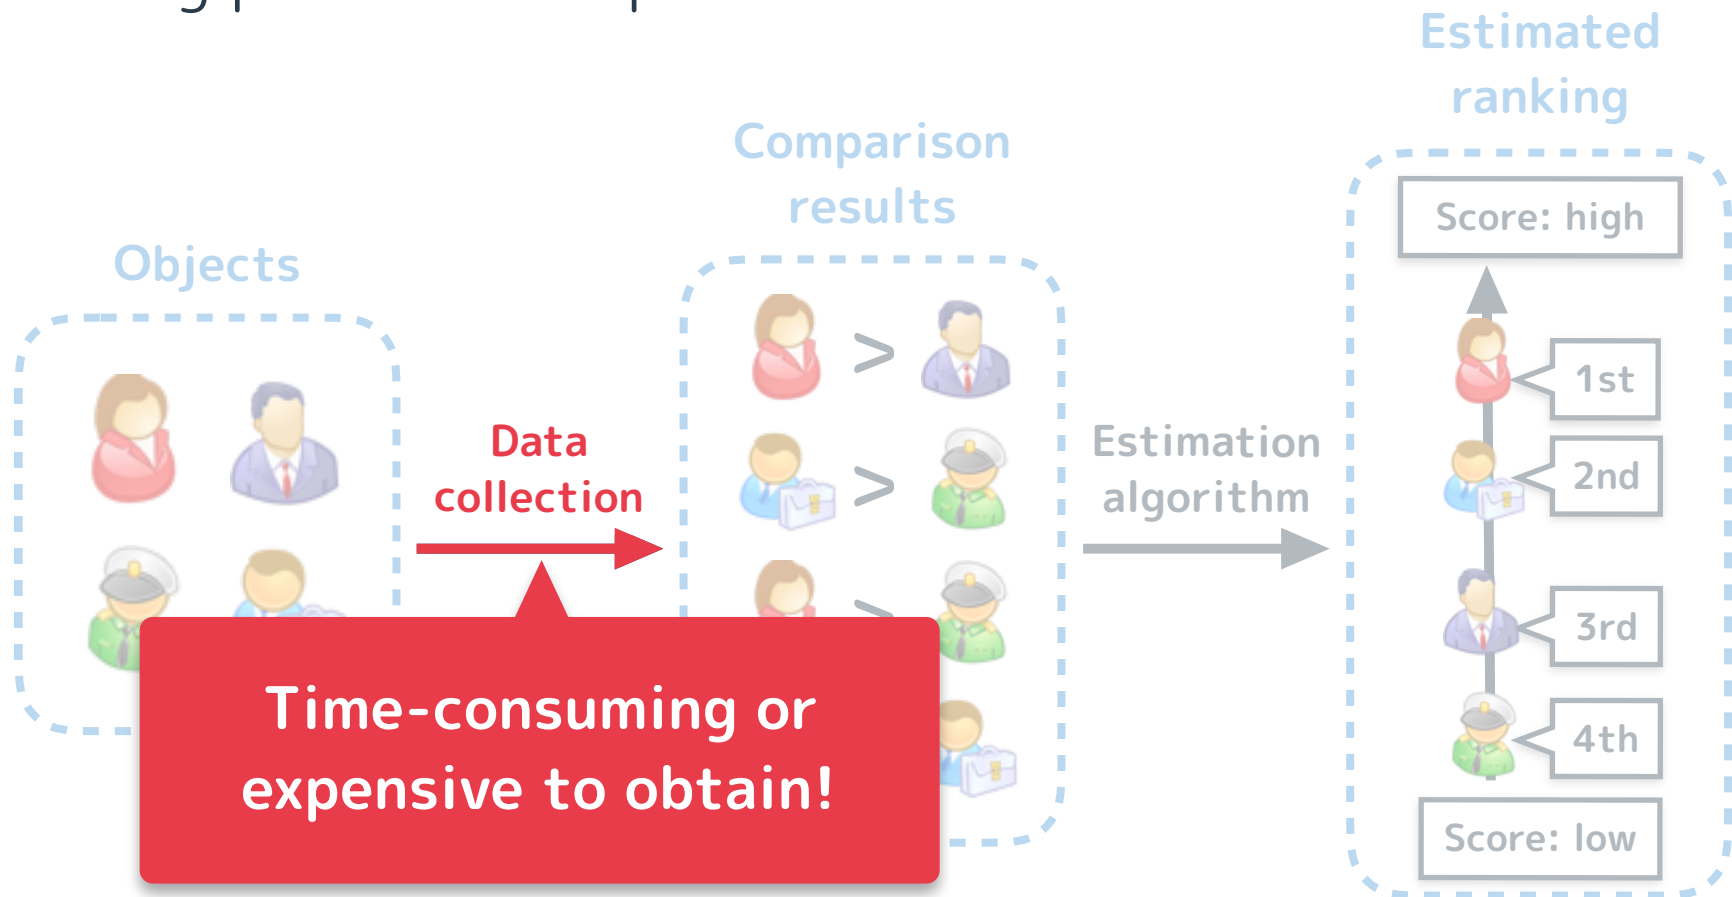 Estimated
ranking
Comparison
results
Objects
Score: high
>
1st
Data
collection
Estimation
algorithm
>
2nd
>
3rd
Time-consuming or
expensive to obtain!
4th
Score: low